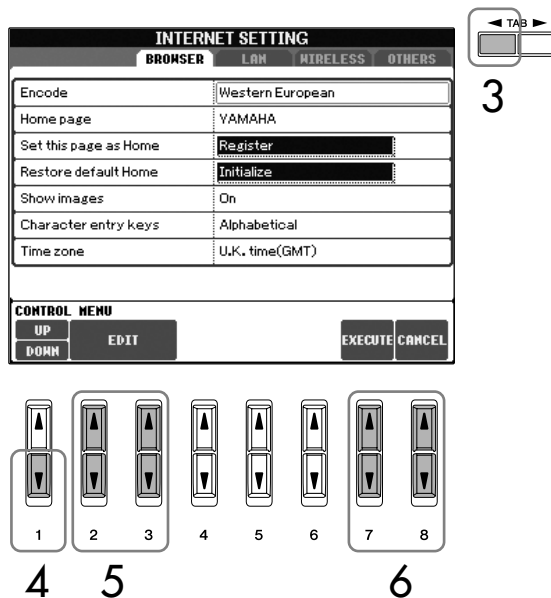 INTERNET SETTING
BROWSER LAN WIRELESS OTHERS
Encode Western European
Home page YAMAHA
Set this page as Home Register
Restore default Home Initialize
Show images On
Character entry keys Alphabetical
Time zone U.K. time(GMT)
CONTROL MENU
UP
DOWN
EDIT
EXECUTE CANCEL
TAB
3
1 2 3 4 5 6 7 8
4 5 6